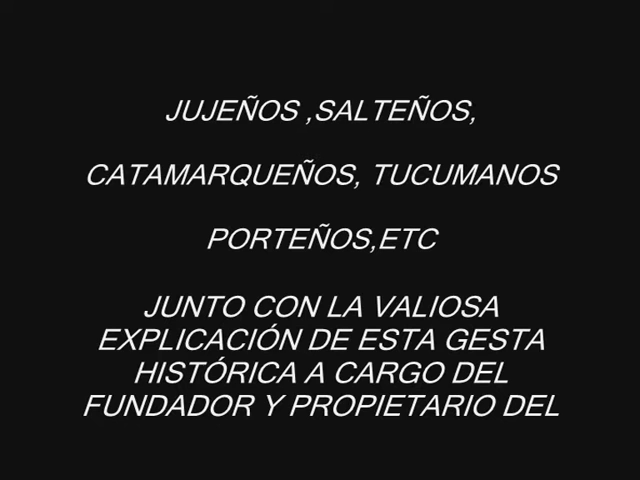 JUJEÑOS ,SALTEÑOS,
CATAMARQUEÑOS, TUCUMANOS
PORTEÑOS,ETC
JUNTO CON LA VALIOSA
EXPLICACIÓN DE ESTA GESTA
HISTÓRICA A CARGO DEL
FUNDADOR Y PROPIETARIO DEL